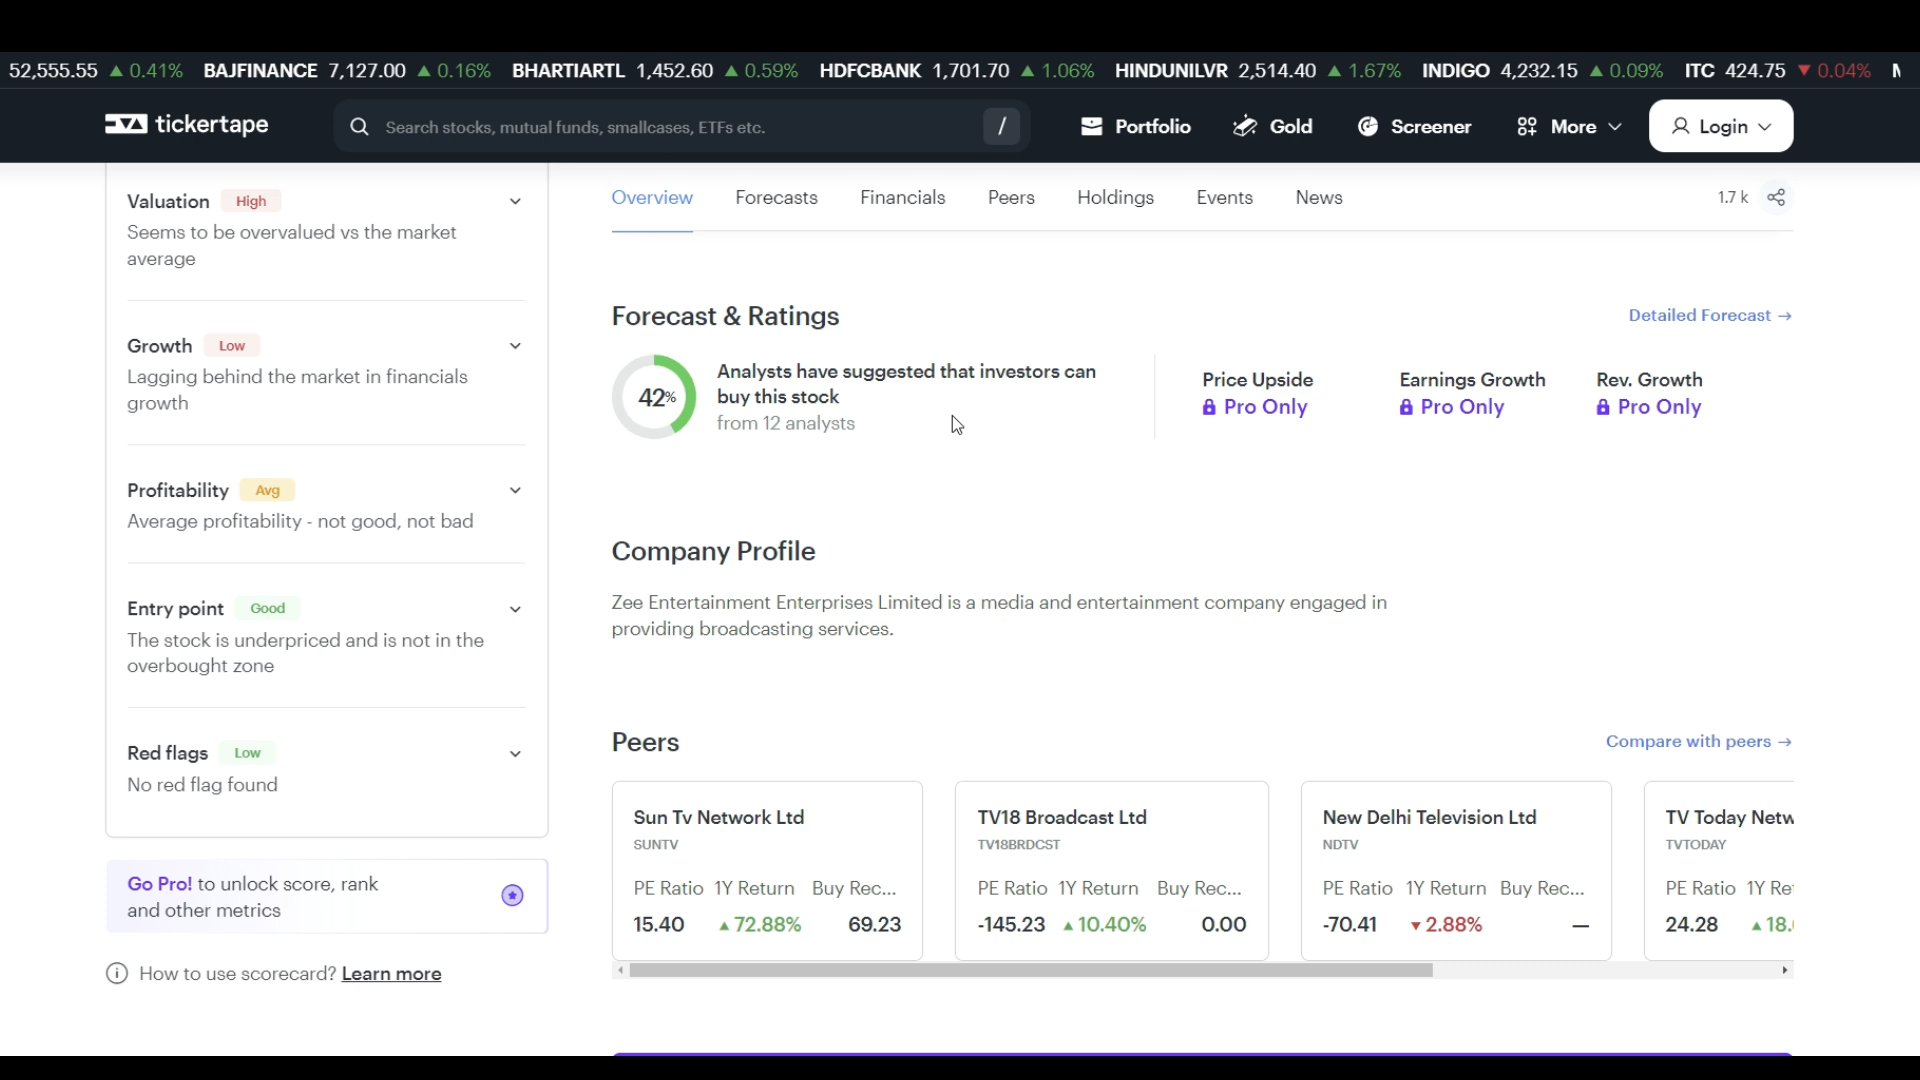 52,555.55 ▲ 0.41% BAJFINANCE 7,127.00 ▲ 0.16% BHARTIARTL 1,452.60 ▲ 0.59% HDFCBANK 1,701.70 ▲ 1.06% HINDUNILVR 2,514.40 ▲ 1.67% INDIGO 4,232.15 ▲ 0.09% ITC 424.75 ▼ 0.04%
tickertape Search stocks, mutual funds, smallcases, ETFs etc. / Portfolio Gold Screener More Login
Overview Forecasts Financials Peers Holdings Events News 1.7 k
Valuation High
Seems to be overvalued vs the market
average
Growth Low
Lagging behind the market in financials
growth
Profitability Avg
Average profitability - not good, not bad
Entry point Good
The stock is underpriced and is not in the
overbought zone
Red flags Low
No red flag found
Go Pro! to unlock score, rank
and other metrics
How to use scorecard? Learn more
Forecast & Ratings Detailed Forecast →
42%
Analysts have suggested that investors can
buy this stock
from 12 analysts
Price Upside Earnings Growth Rev. Growth
Pro Only Pro Only Pro Only
Company Profile
Zee Entertainment Enterprises Limited is a media and entertainment company engaged in
providing broadcasting services.
Peers Compare with peers →
Sun Tv Network Ltd
SUNTV
PE Ratio 1Y Return Buy Rec...
15.40 ▲ 72.88% 69.23
TV18 Broadcast Ltd
TV18BRDCST
PE Ratio 1Y Return Buy Rec...
-145.23 ▲ 10.40% 0.00
New Delhi Television Ltd
NDTV
PE Ratio 1Y Return Buy Rec...
-70.41 ▼ 2.88% —
TV Today Netw
TVTODAY
PE Ratio 1Y Re
24.28 ▲ 18.